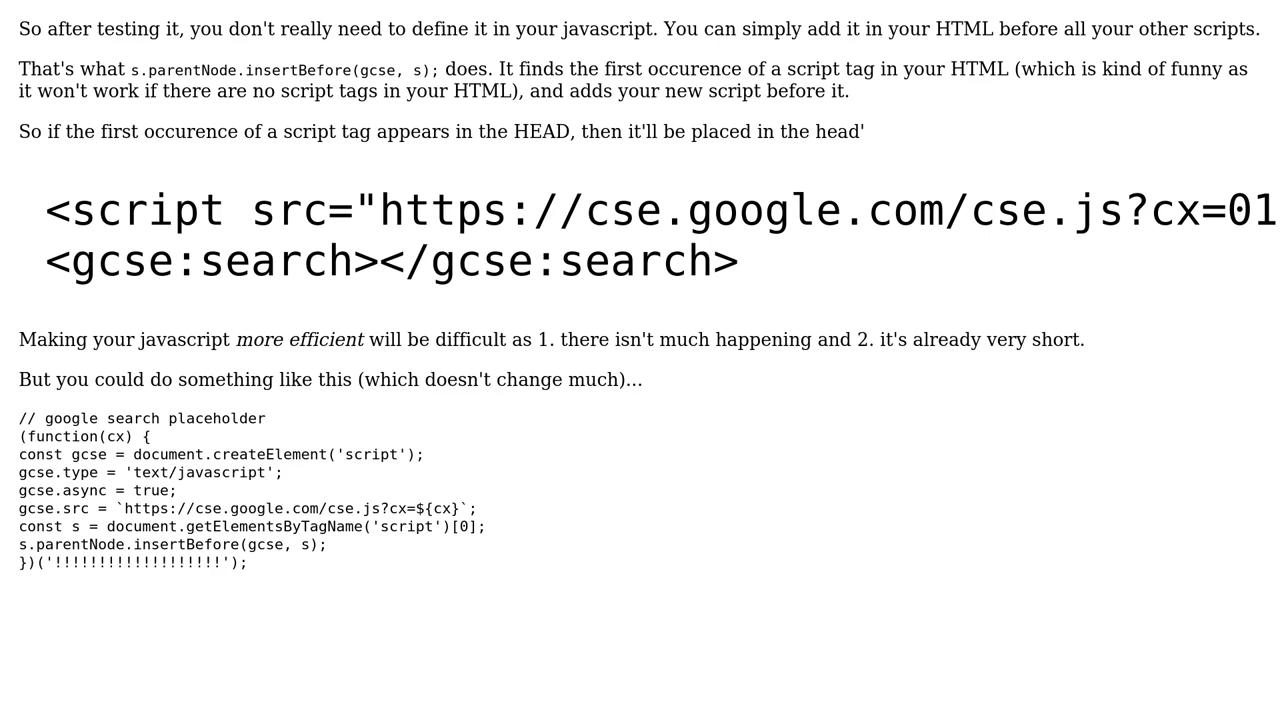 So after testing it, you don't really need to define it in your javascript. You can simply add it in your HTML before all your other scripts.
That's what s.parentNode.insertBefore(gcse, s); does. It finds the first occurence of a script tag in your HTML (which is kind of funny as
it won't work if there are no script tags in your HTML), and adds your new script before it.
So if the first occurence of a script tag appears in the HEAD, then it'll be placed in the head'
<script src="https://cse.google.com/cse.js?cx=01
<gcse:search></gcse:search>
Making your javascript more efficient will be difficult as 1. there isn't much happening and 2. it's already very short.
But you could do something like this (which doesn't change much)...
// google search placeholder
(function(cx) {
const gcse = document.createElement('script');
gcse.type = 'text/javascript';
gcse.async = true;
gcse.src = `https://cse.google.com/cse.js?cx=${cx}`;
const s = document.getElementsByTagName('script')[0];
s.parentNode.insertBefore(gcse, s);
})('!!!!!!!!!!!!!!!!!!!');